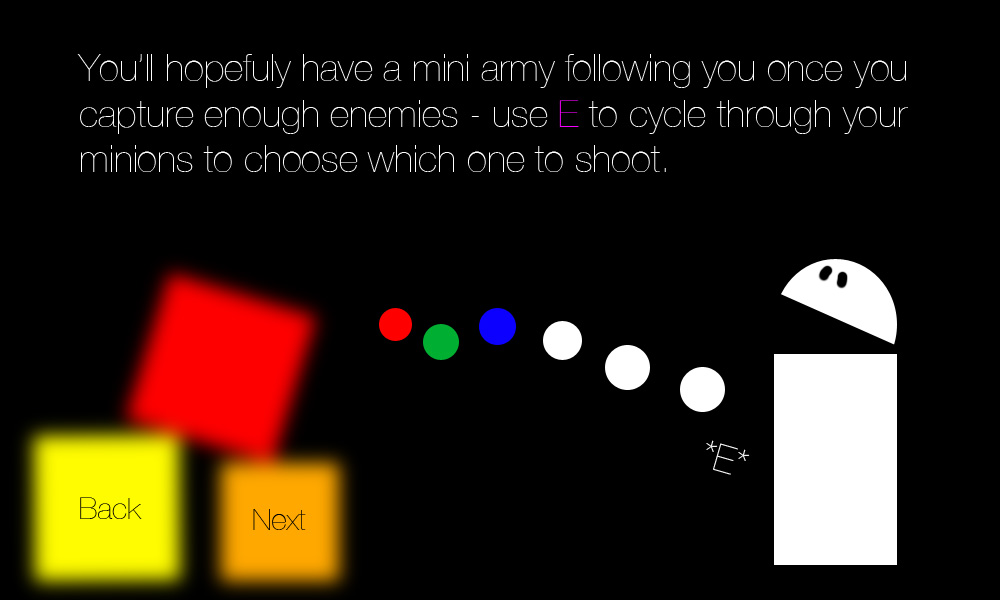 You'll hopefuly have a mini army following you once you
capture enough enemies - use E to cycle through your
minions to choose which one to shoot.
*E*
Back
Next